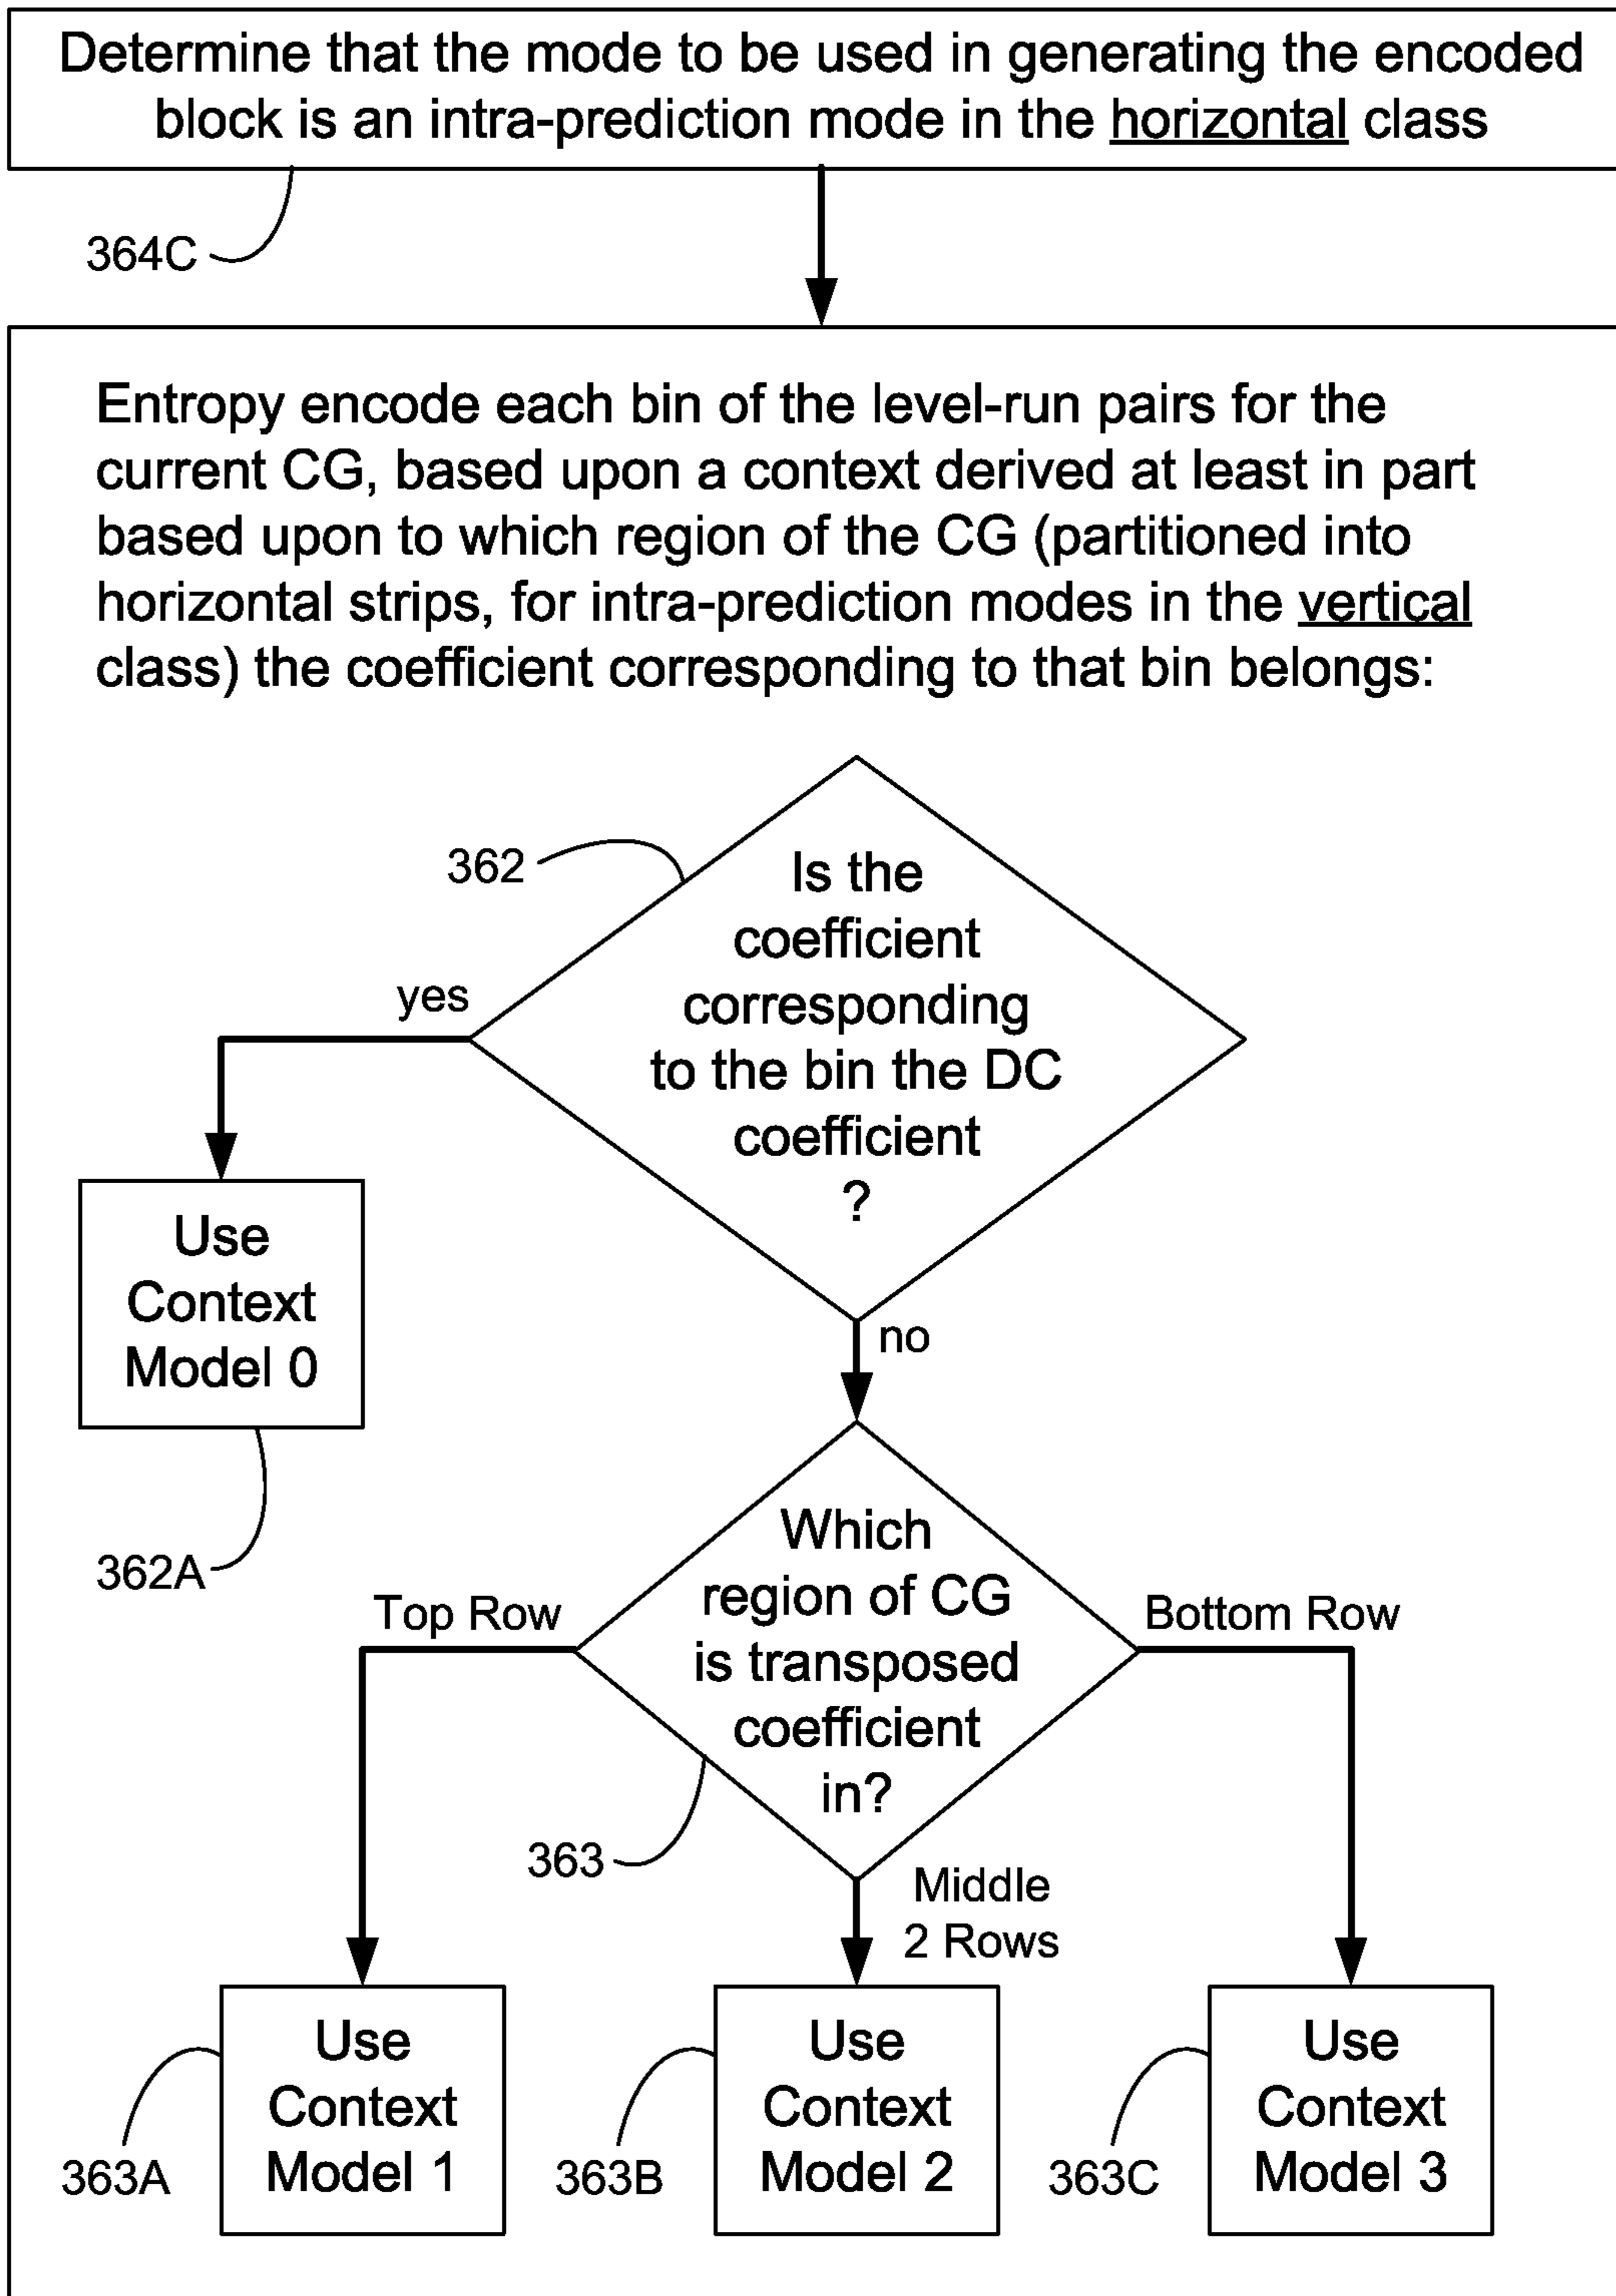 Determine that the mode to be used in generating the encoded
block is an intra-prediction mode in the horizontal class
364C
Entropy encode each bin of the level-run pairs for the
current CG, based upon a context derived at least in part
based upon to which region of the CG (partitioned into
horizontal strips, for intra-prediction modes in the vertical
class) the coefficient corresponding to that bin belongs:
362
Is the
coefficient
corresponding
to the bin the DC
coefficient
?
yes
Use
Context
Model 0
no
362A
Which
region of CG
is transposed
coefficient
in?
Top Row
Bottom Row
363
Middle
2 Rows
Use
Context
Model 1
363A
Use
Context
Model 2
363B
Use
Context
Model 3
363C